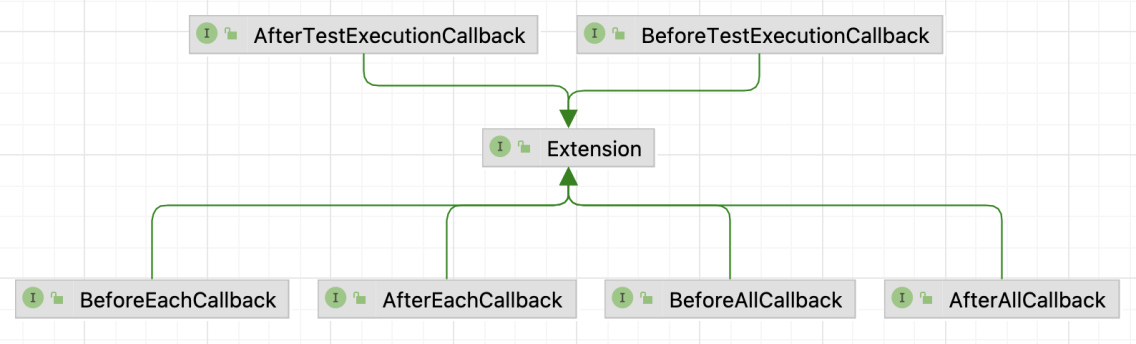 I AfterTestExecutionCallback
I BeforeTestExecutionCallback
I Extension
I BeforeEachCallback
I AfterEachCallback
I BeforeAllCallback
I AfterAllCallback